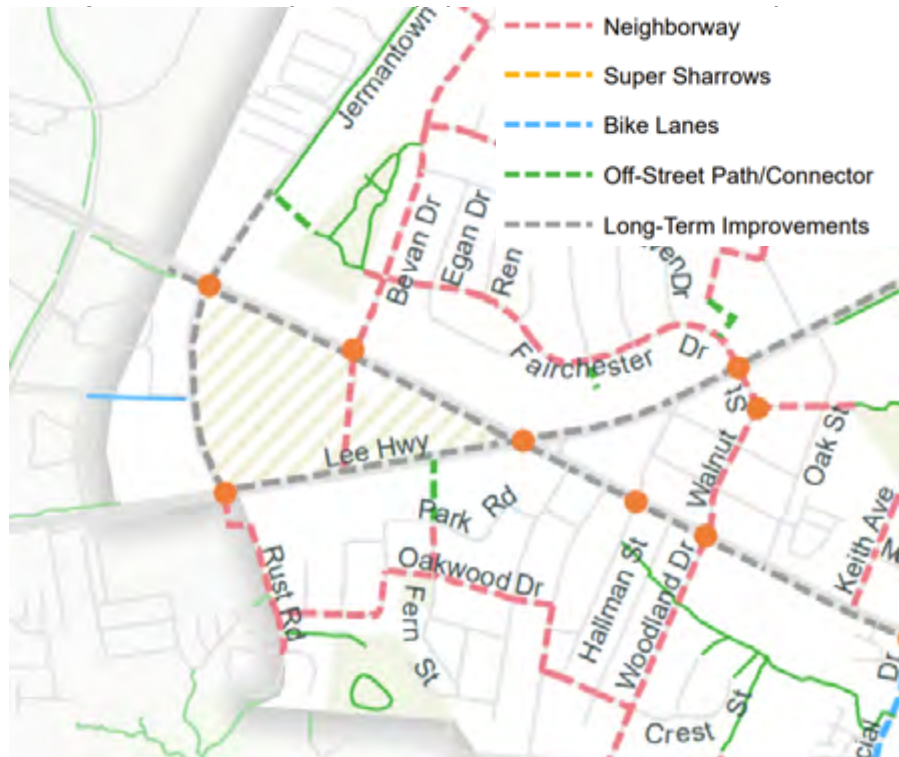 Neighborway
Super Sharrows
Bike Lanes
Off-Street Path/Connector
Long-Term Improvements
Jermantown
Bevan Dr
Egan Dr
Ren
Dr
Fairchester Dr
St
Walnut
Oak St
Lee Hwy
Park Rd
Keith Ave
M
Oakwood Dr
Rust Rd
Fern St
Hallman St
Woodland Dr
Crest St
Dr
cial